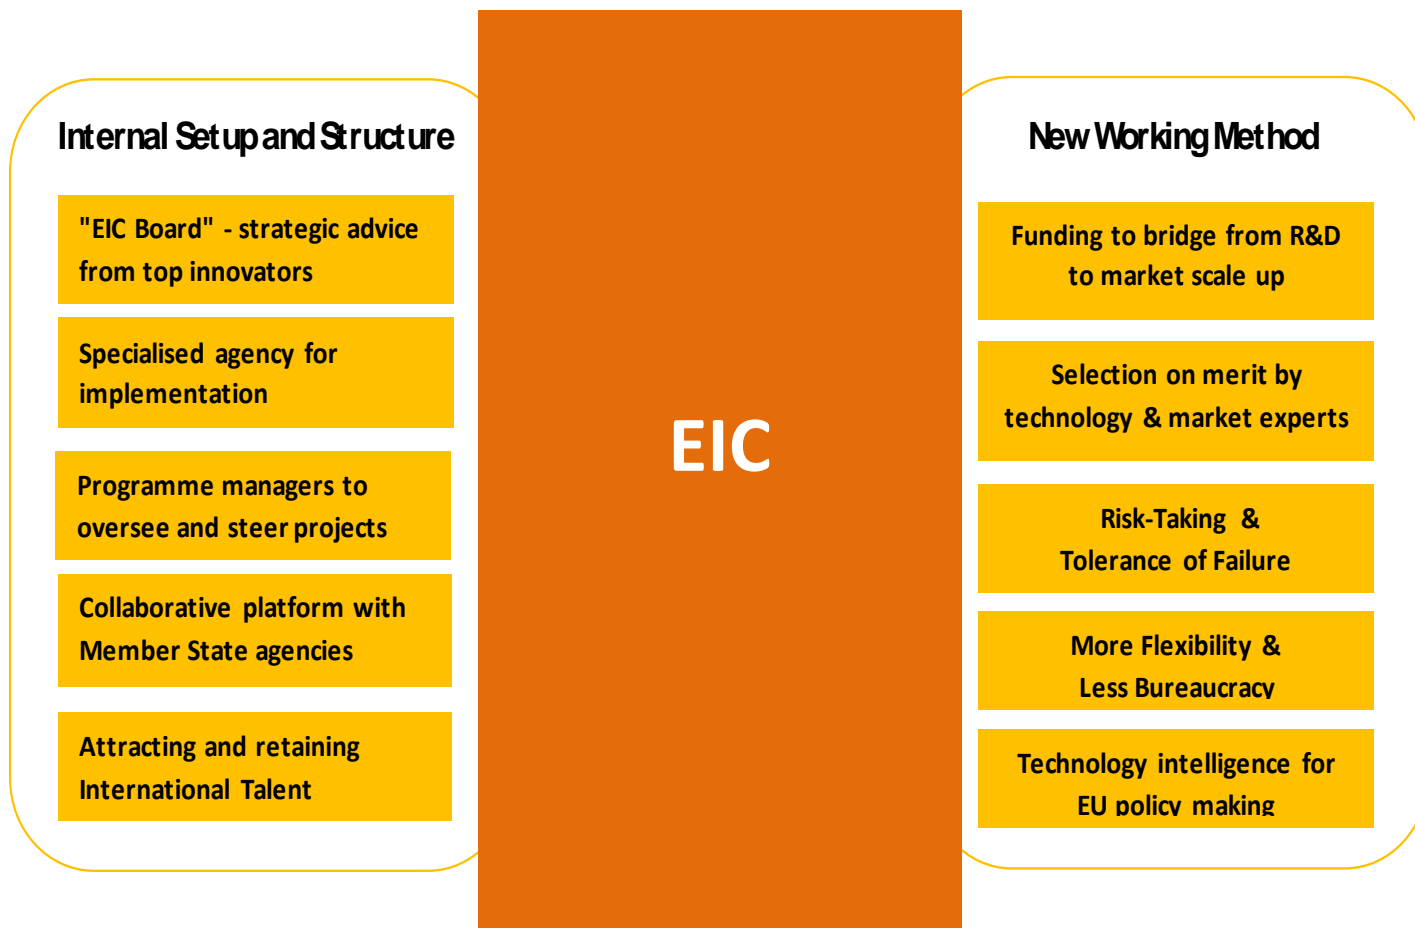 Internal Setup and Structure
"EIC Board" - strategic advice
from top innovators
Specialised agency for
implementation
Programme managers to
oversee and steer projects
Collaborative platform with
Member State agencies
Attracting and retaining
International Talent
EIC
New Working Method
Funding to bridge from R&D
to market scale up
Selection on merit by
technology & market experts
Risk-Taking &
Tolerance of Failure
More Flexibility &
Less Bureaucracy
Technology intelligence for
EU policy making